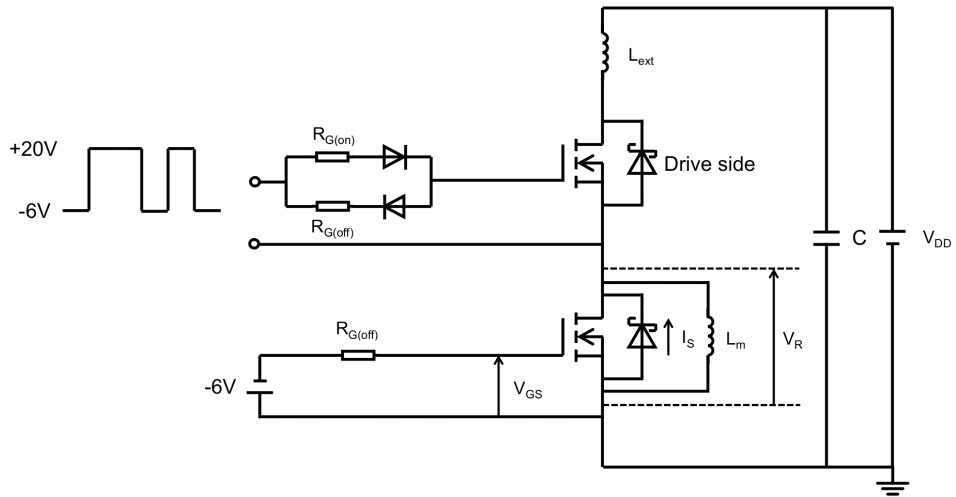 L_ext
R_G(on)
+20V
Drive side
-6V
R_G(off)
C
V_DD
R_G(off)
I_S
L_m
V_R
-6V
V_GS